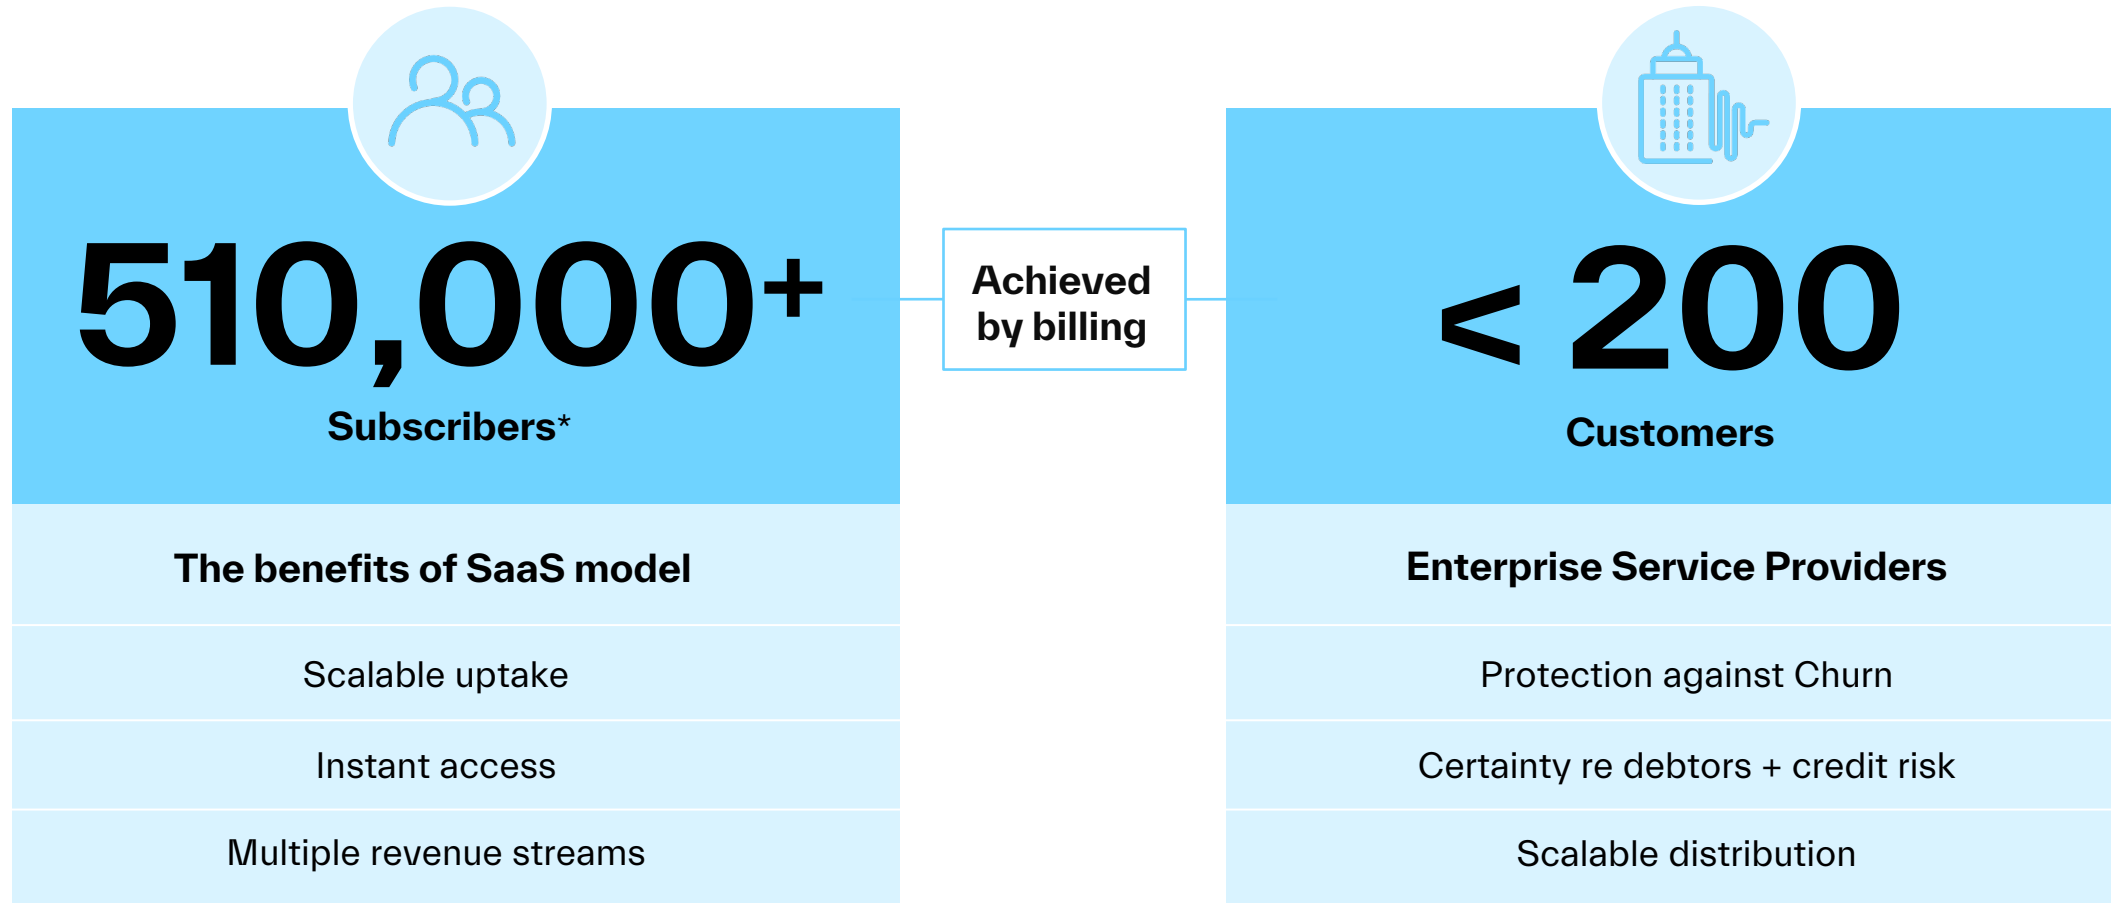 510,000+
Subscribers*
The benefits of SaaS model
Scalable uptake
Instant access
Multiple revenue streams
Achieved
by billing
< 200
Customers
Enterprise Service Providers
Protection against Churn
Certainty re debtors + credit risk
Scalable distribution